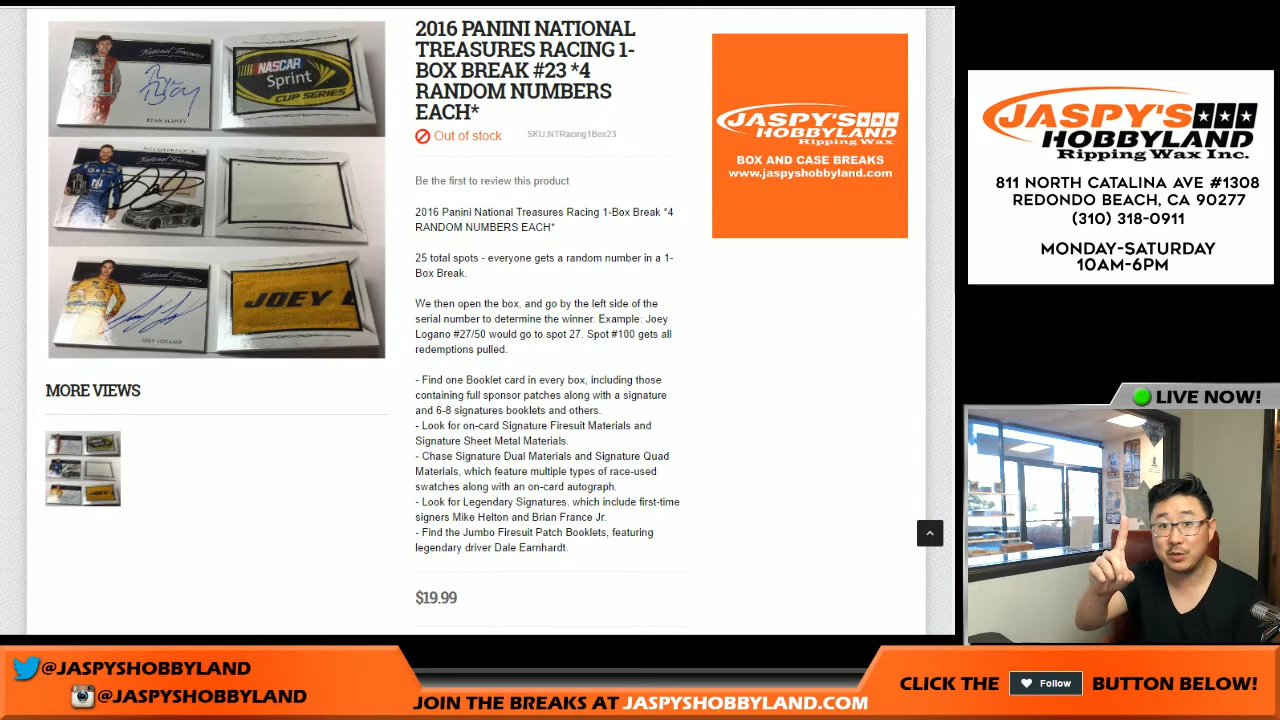 2016 PANINI NATIONAL
TREASURES RACING 1-
BOX BREAK #23 *4
RANDOM NUMBERS
EACH*
Out of stock
SKU:NTRacing1Box23
Be the first to review this product
2016 Panini National Treasures Racing 1-Box Break *4
RANDOM NUMBERS EACH*
25 total spots - everyone gets a random number in a 1-
Box Break.
We then open the box, and go by the left side of the
serial number to determine the winner. Example: Joey
Logano #27/50 would go to spot 27. Spot #100 gets all
redemptions pulled.
- Find one Booklet card in every box, including those
containing full sponsor patches along with a signature
and 6-8 signatures booklets and others.
- Look for on-card Signature Firesuit Materials and
Signature Sheet Metal Materials.
- Chase Signature Dual Materials and Signature Quad
Materials, which feature multiple types of race-used
swatches along with an on-card autograph.
- Look for Legendary Signatures, which include first-time
signers Mike Helton and Brian France Jr.
- Find the Jumbo Firesuit Patch Booklets, featuring
legendary driver Dale Earnhardt.
$19.99
National Treasures
RYAN BLANEY
NASCAR
Sprint
CUP SERIES
National Treasures
National Treasures
JOEY LOGANO
JOEY L
MORE VIEWS
JASPY'S
HOBBYLAND
Ripping Wax
BOX AND CASE BREAKS
www.jaspyshobbyland.com
JASPY'S
HOBBYLAND
Ripping Wax Inc.
811 NORTH CATALINA AVE #1308
REDONDO BEACH, CA 90277
(310) 318-0911
MONDAY-SATURDAY
10AM-6PM
LIVE NOW!
@JASPYSHOBBYLAND
@JASPYSHOBBYLAND
JOIN THE BREAKS AT JASPYSHOBBYLAND.COM
CLICK THE Follow BUTTON BELOW!